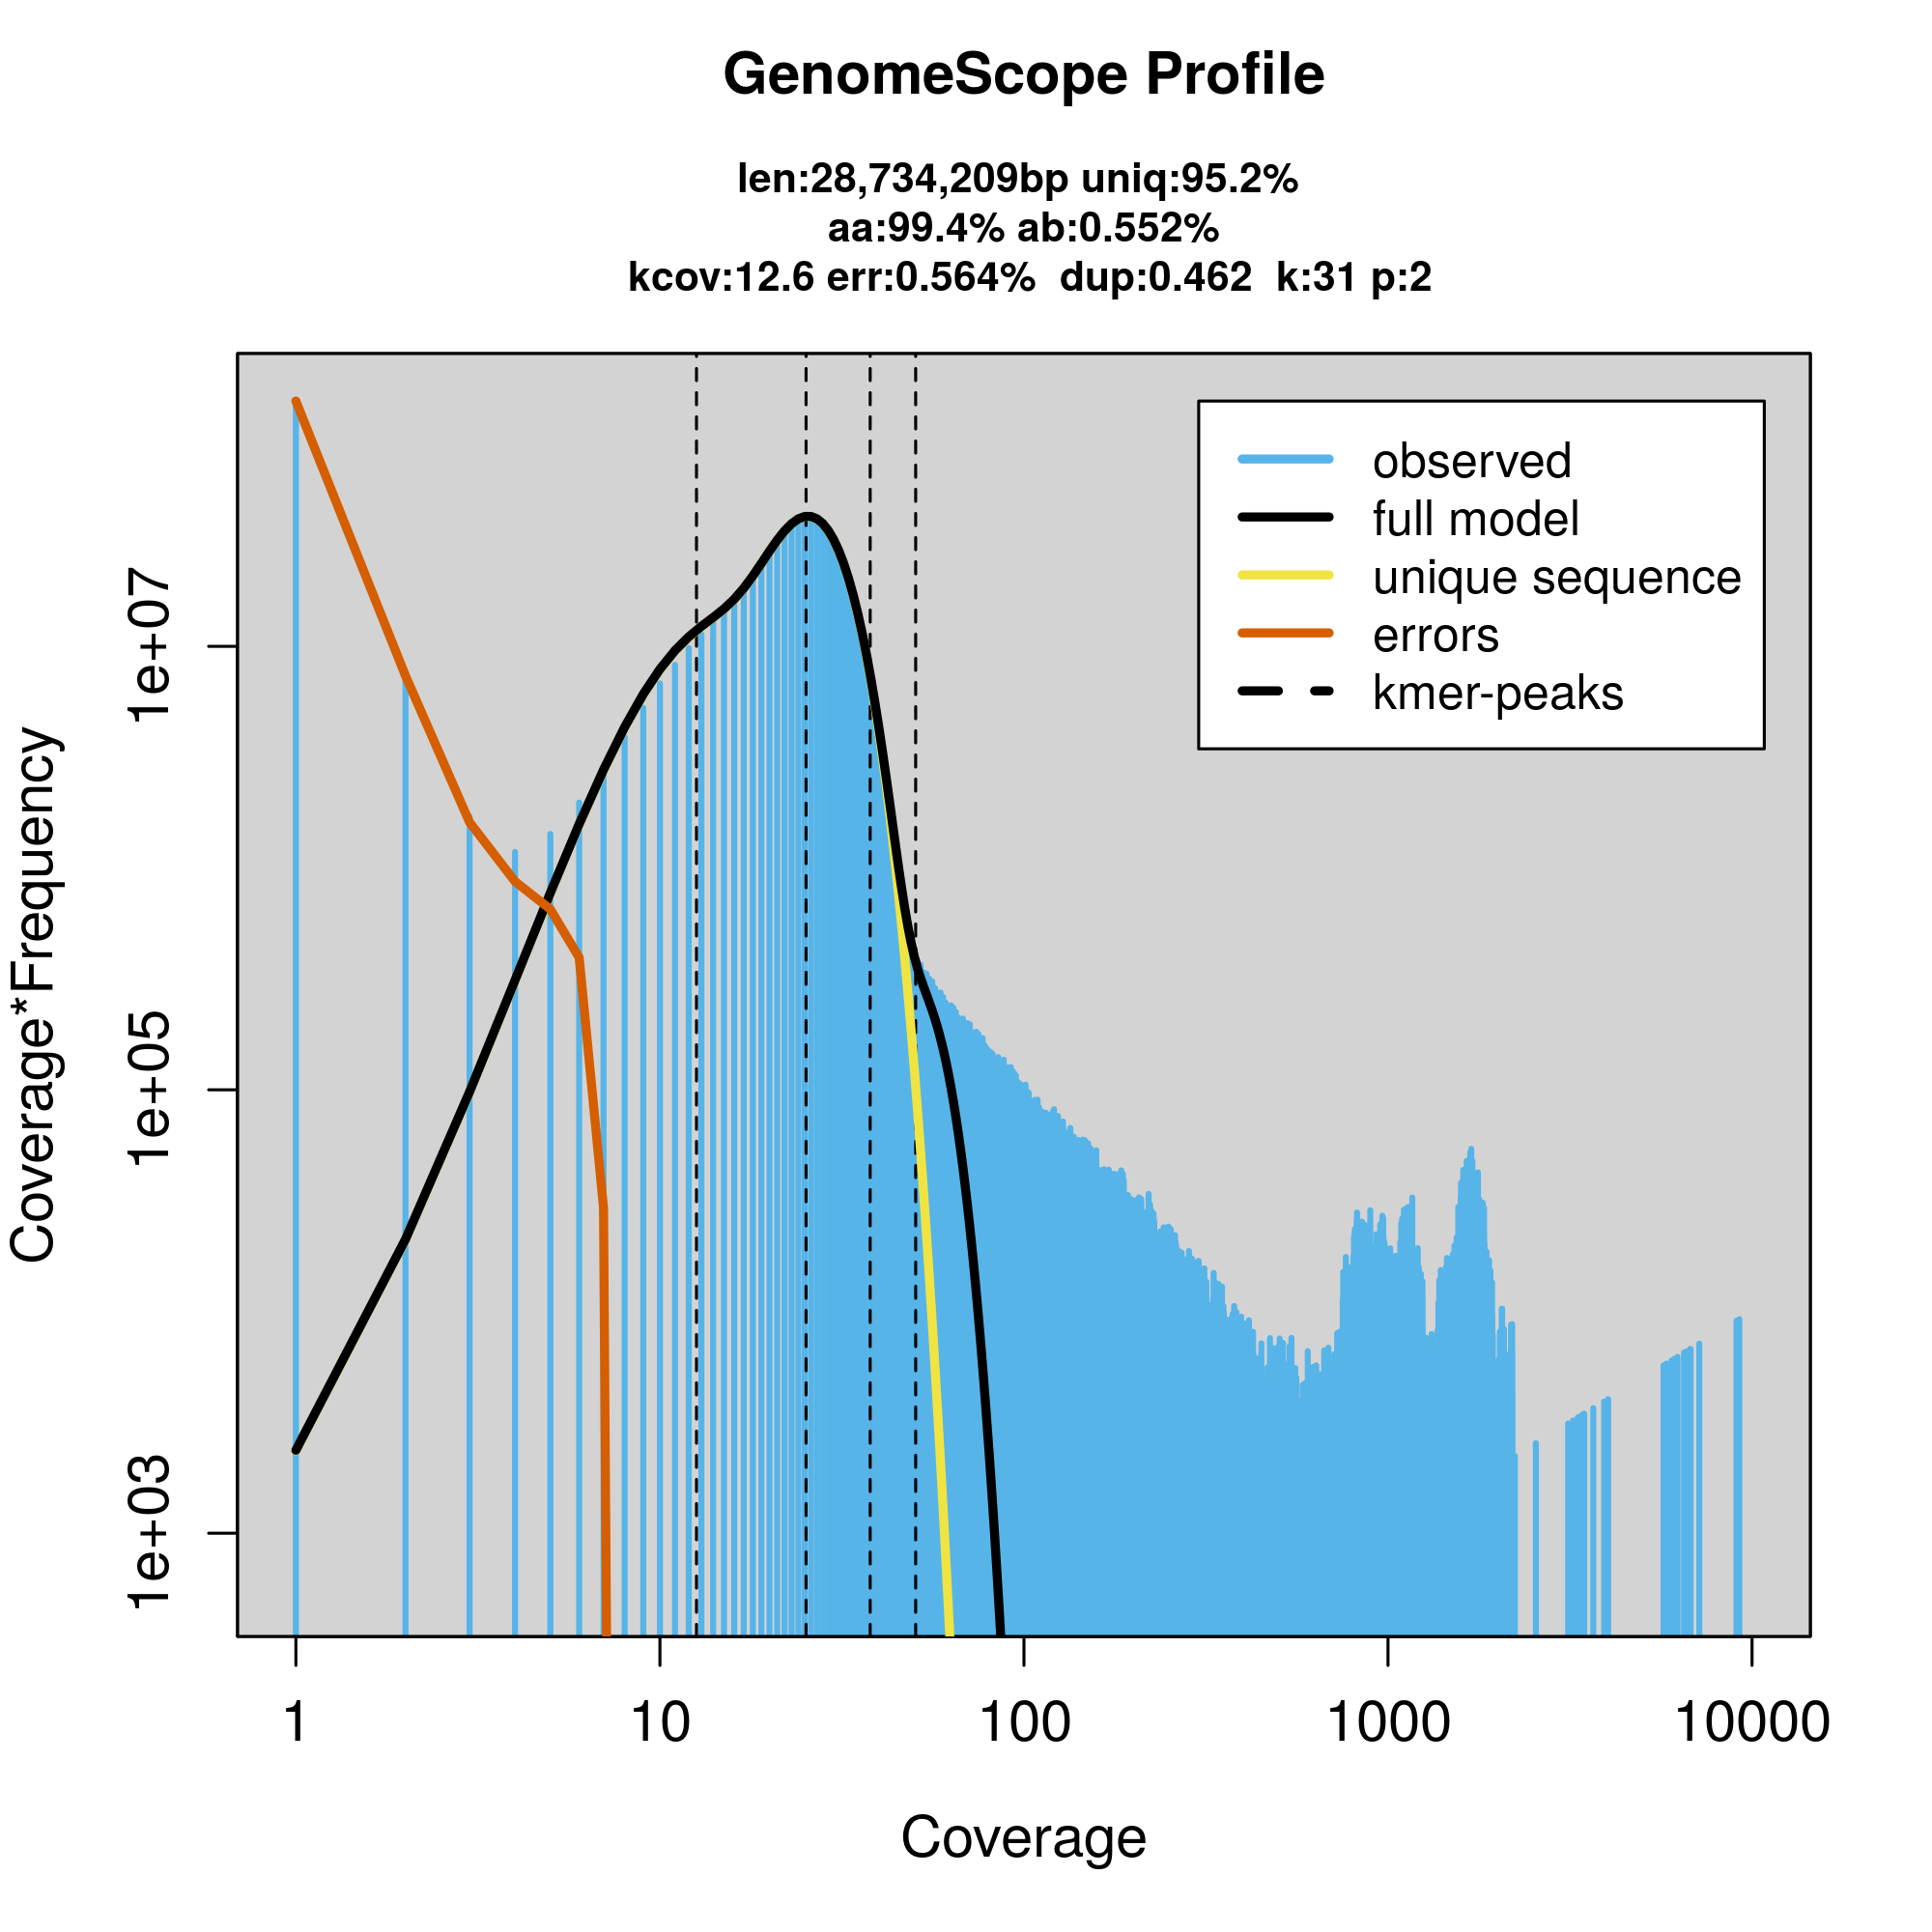 GenomeScope Profile
len:28,734,209bp uniq:95.2%
aa:99.4% ab:0.552%
kcov:12.6 err:0.564%  dup:0.462  k:31 p:2
observed
full model
unique sequence
errors
kmer-peaks
Coverage*Frequency
1e+07
1e+05
1e+03
1
10
100
1000
10000
Coverage